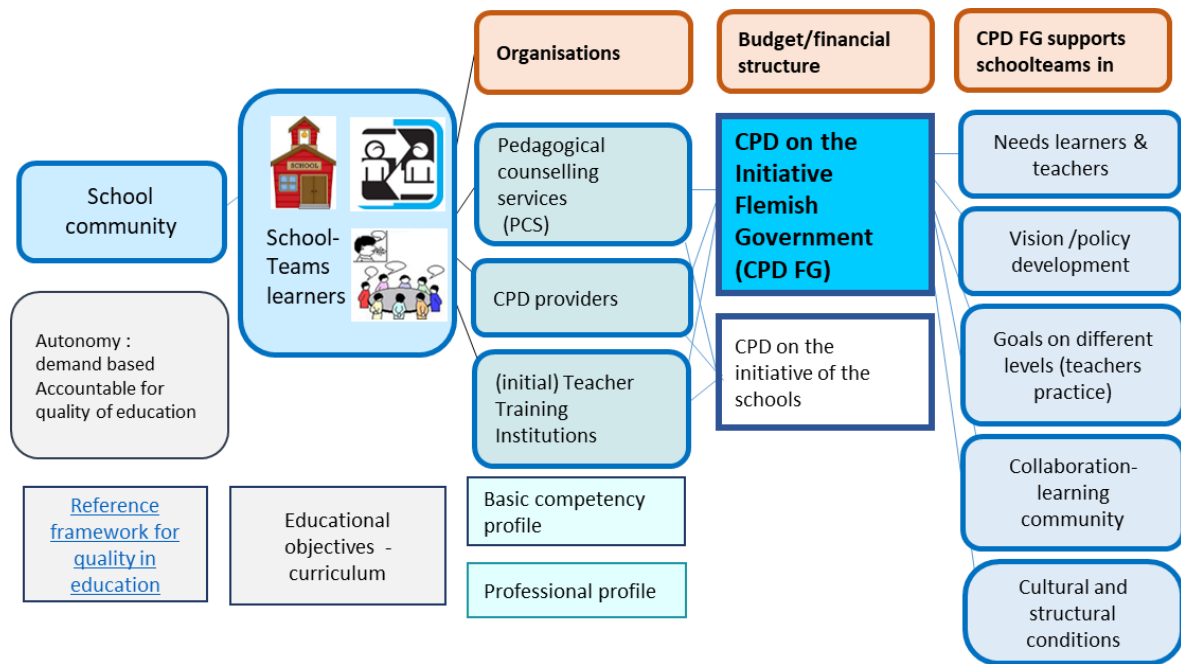 Organisations
Budget/financial
structure
CPD FG supports
schoolteams in
School
community
SCHOOL
School-
Teams
learners
Pedagogical
counselling
services
(PCS)
CPD providers
(initial) Teacher
Training
Institutions
CPD on the
Initiative
Flemish
Government
(CPD FG)
CPD on the
initiative of the
schools
Needs learners &
teachers
Vision /policy
development
Goals on different
levels (teachers
practice)
Collaboration-
learning
community
Cultural and
structural
conditions
Autonomy :
demand based
Accountable for
quality of education
Reference
framework for
quality in
education
Educational
objectives -
curriculum
Basic competency
profile
Professional profile